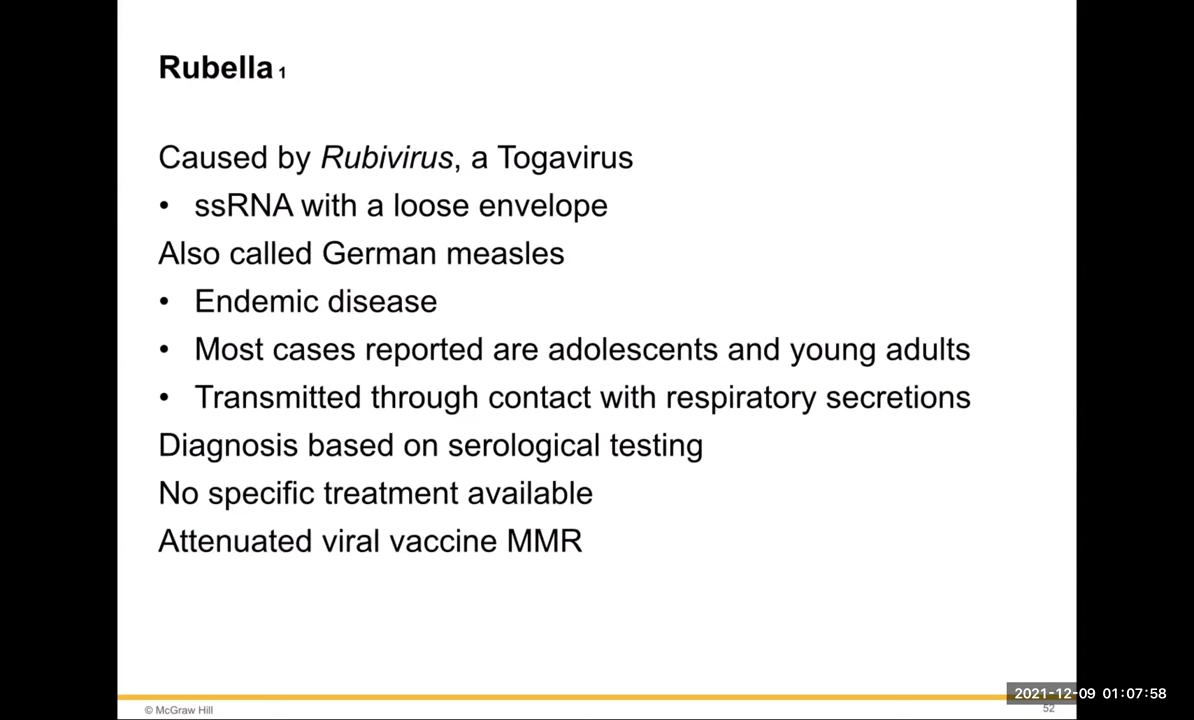 Rubella 1
Caused by Rubivirus, a Togavirus
• ssRNA with a loose envelope
Also called German measles
• Endemic disease
• Most cases reported are adolescents and young adults
• Transmitted through contact with respiratory secretions
Diagnosis based on serological testing
No specific treatment available
Attenuated viral vaccine MMR
2021-12-09 01:07:58
© McGraw Hill
52